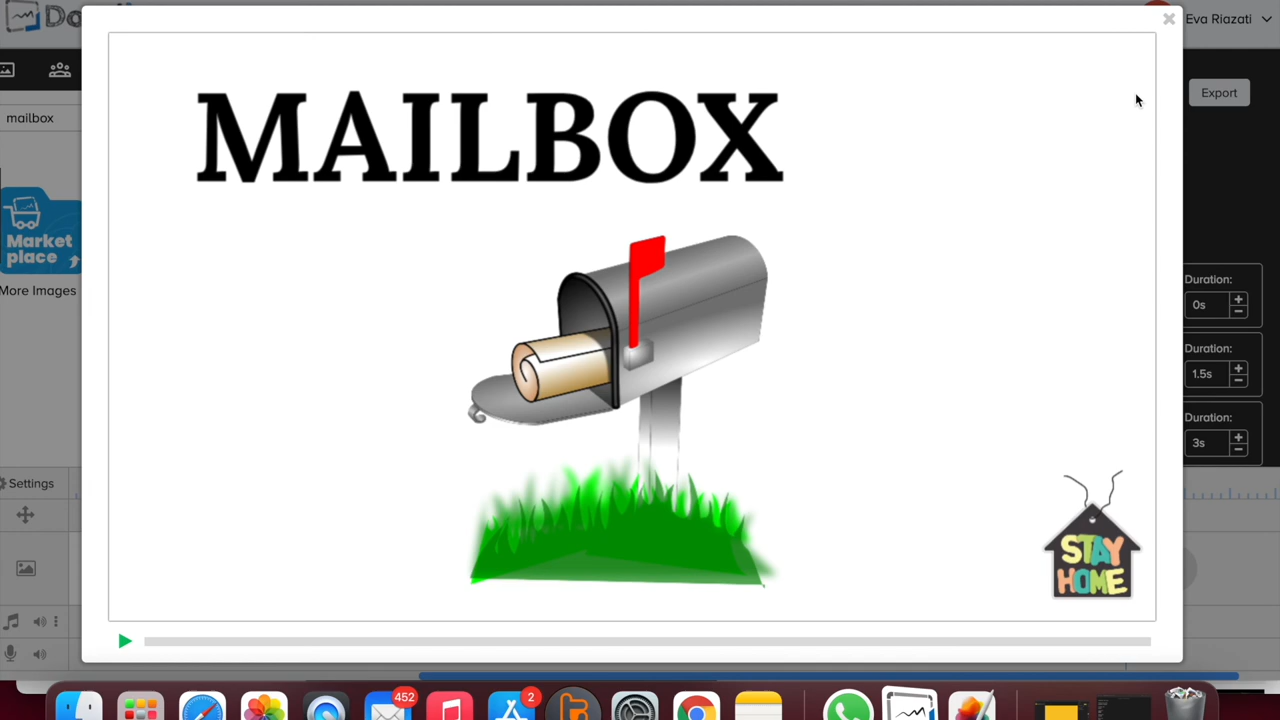 Do
Eva Riazati
Export
mailbox
MAILBOX
Market
place
More Images
Duration:
0s
Duration:
1.5s
Duration:
3s
Settings
STAY
HOME
452
2